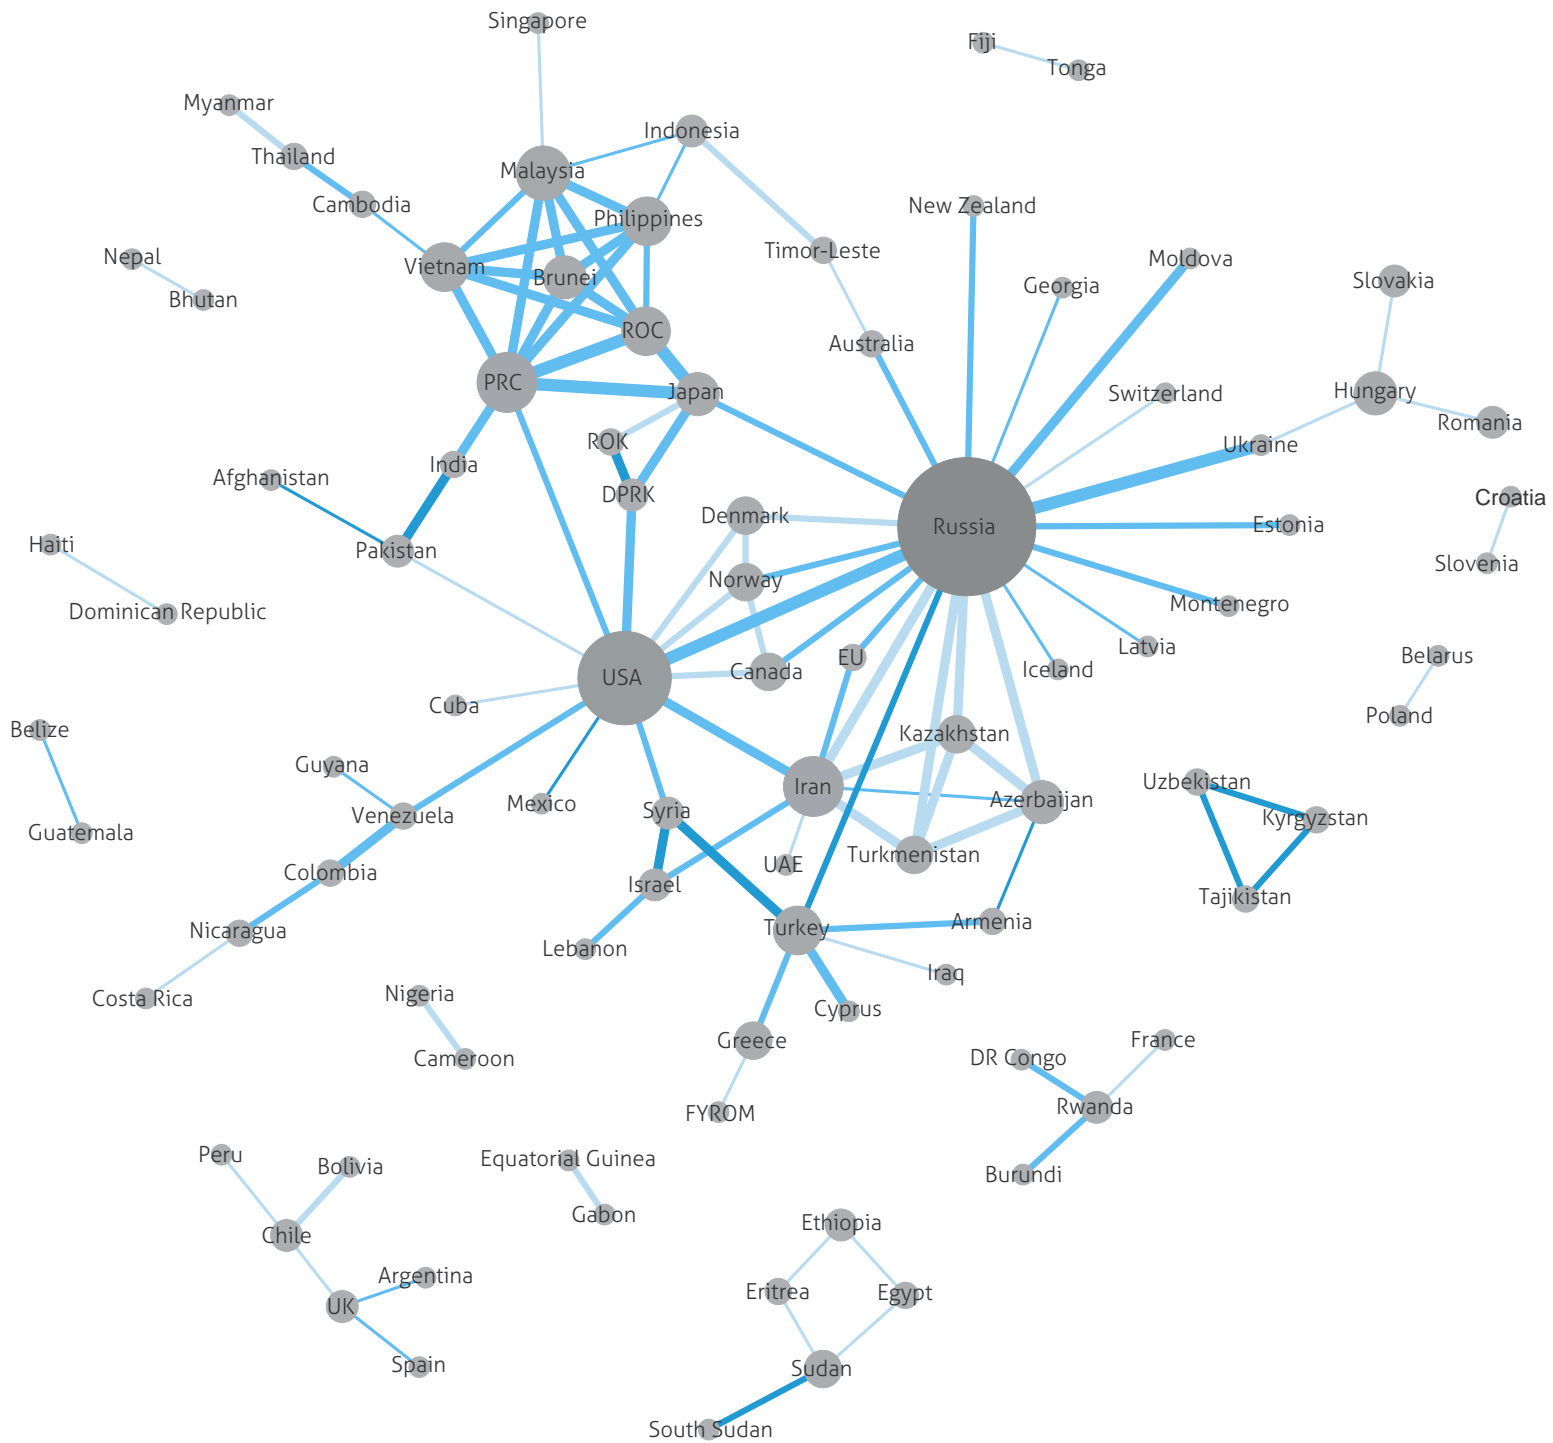 Singapore
Fiji
Tonga
Myanmar
Indonesia
Thailand
Malaysia
Cambodia
New Zealand
Philippines
Timor-Leste
Nepal
Vietnam
Brunei
Moldova
Bhutan
Georgia
Slovakia
ROC
Australia
PRC
Japan
Switzerland
Hungary
Romania
ROK
Ukraine
India
Afghanistan
DPRK
Croatia
Denmark
Russia
Estonia
Haiti
Pakistan
Slovenia
Norway
Dominican Republic
Montenegro
Latvia
EU
Belarus
USA
Canada
Iceland
Cuba
Poland
Belize
Kazakhstan
Guyana
Uzbekistan
Iran
Mexico
Azerbaijan
Venezuela
Syria
Kyrgyzstan
Guatemala
Turkmenistan
UAE
Colombia
Israel
Tajikistan
Nicaragua
Turkey
Armenia
Lebanon
Iraq
Costa Rica
Nigeria
Cyprus
Greece
France
Cameroon
DR Congo
FYROM
Rwanda
Peru
Bolivia
Equatorial Guinea
Burundi
Gabon
Ethiopia
Chile
Argentina
Eritrea
Egypt
UK
Spain
Sudan
South Sudan